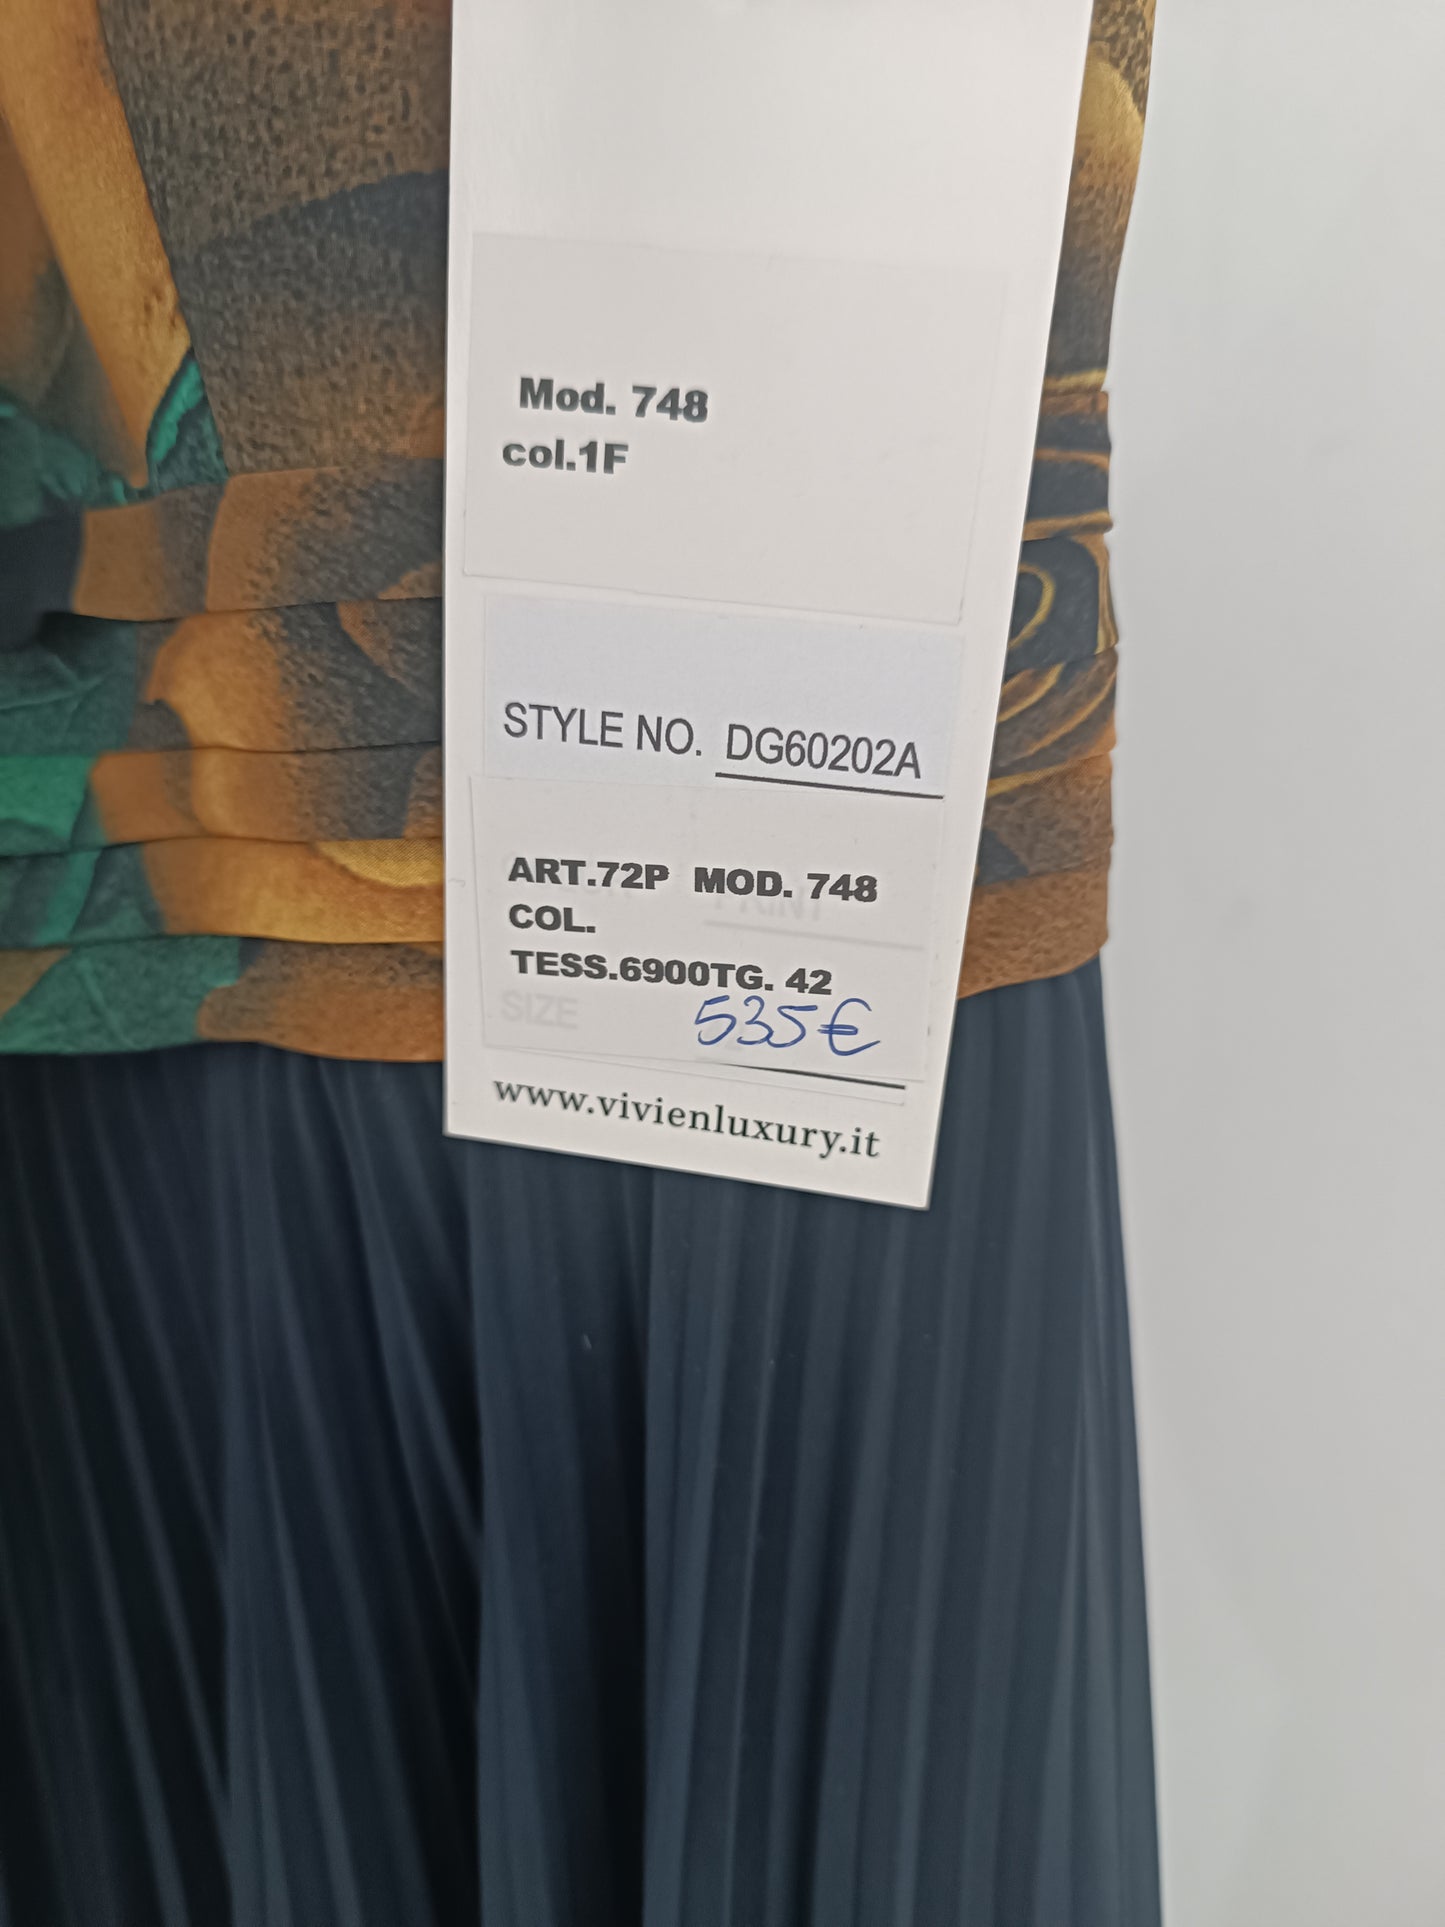 Mod. 748
col.1F
STYLE NO. DG60202A
ART.72P MOD. 748
PRINT
COL.
TESS.6900TG. 42
SIZE
535€
www.vivienluxury.it